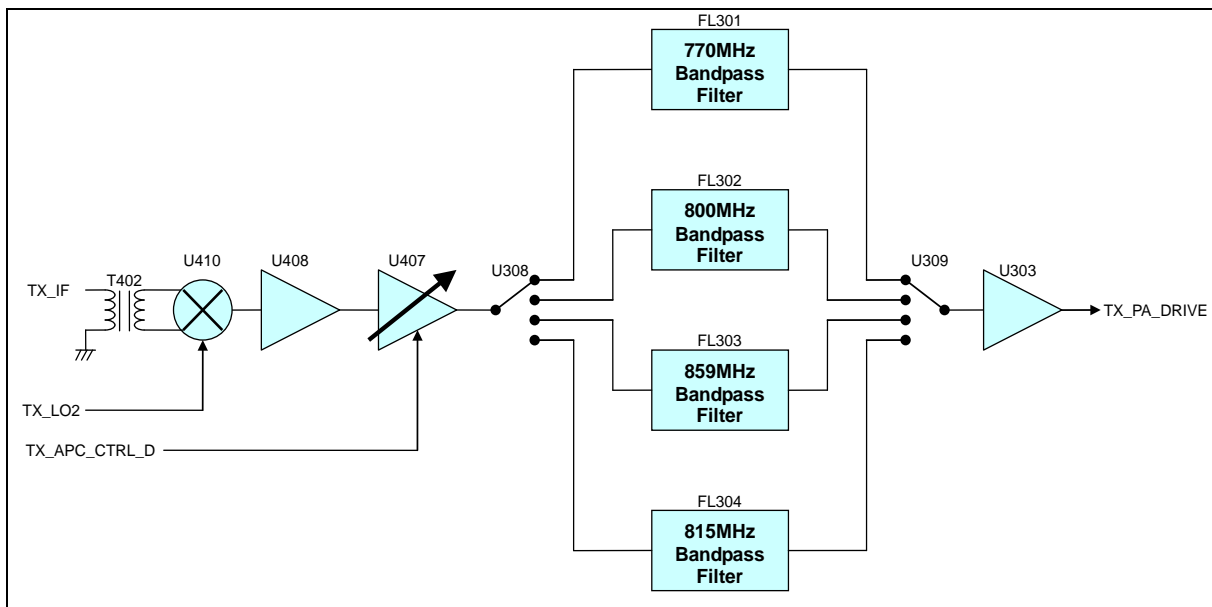 FL301
770MHz
Bandpass
Filter
FL302
800MHz
Bandpass
Filter
TX_IF
T402
U410
U408
U407
U308
U309
U303
TX_PA_DRIVE
FL303
859MHz
Bandpass
Filter
TX_LO2
TX_APC_CTRL_D
FL304
815MHz
Bandpass
Filter